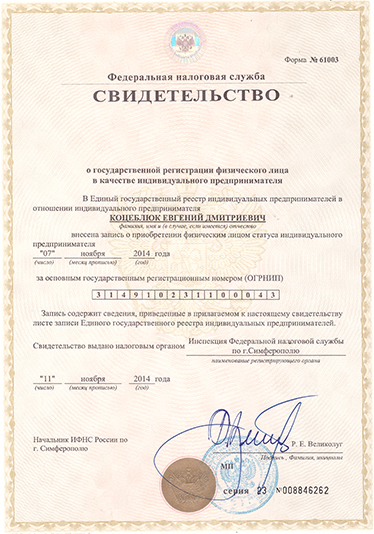 Форма № 61003
Федеральная налоговая служба
СВИДЕТЕЛЬСТВО
о государственной регистрации физического лица
в качестве индивидуального предпринимателя
В Единый государственный реестр индивидуальных предпринимателей в
отношении индивидуального предпринимателя
КОЦЕБЛЮК ЕВГЕНИЙ ДМИТРИЕВИЧ
фамилия, имя и (в случае, если имеется) отчество
внесена запись о приобретении физическим лицом статуса индивидуального
предпринимателя
"07" ноября 2014 года
(число) (месяц прописью) (год)
за основным государственным регистрационным номером (ОГРНИП)
3 1 4 9 1 0 2 3 1 1 0 0 0 4 3
Запись содержит сведения, приведенные в прилагаемом к настоящему свидетельству
листе записи Единого государственного реестра индивидуальных предпринимателей.
Свидетельство выдано налоговым органом Инспекция Федеральной налоговой службы
по г.Симферополю
наименование регистрирующего органа
"11" ноября 2014 года
(число) (месяц прописью) (год)
Начальник ИФНС России по
г. Симферополю
Р. Е. Великолуг
Подпись, Фамилия, инициалы
МП
серия 23 №008846262